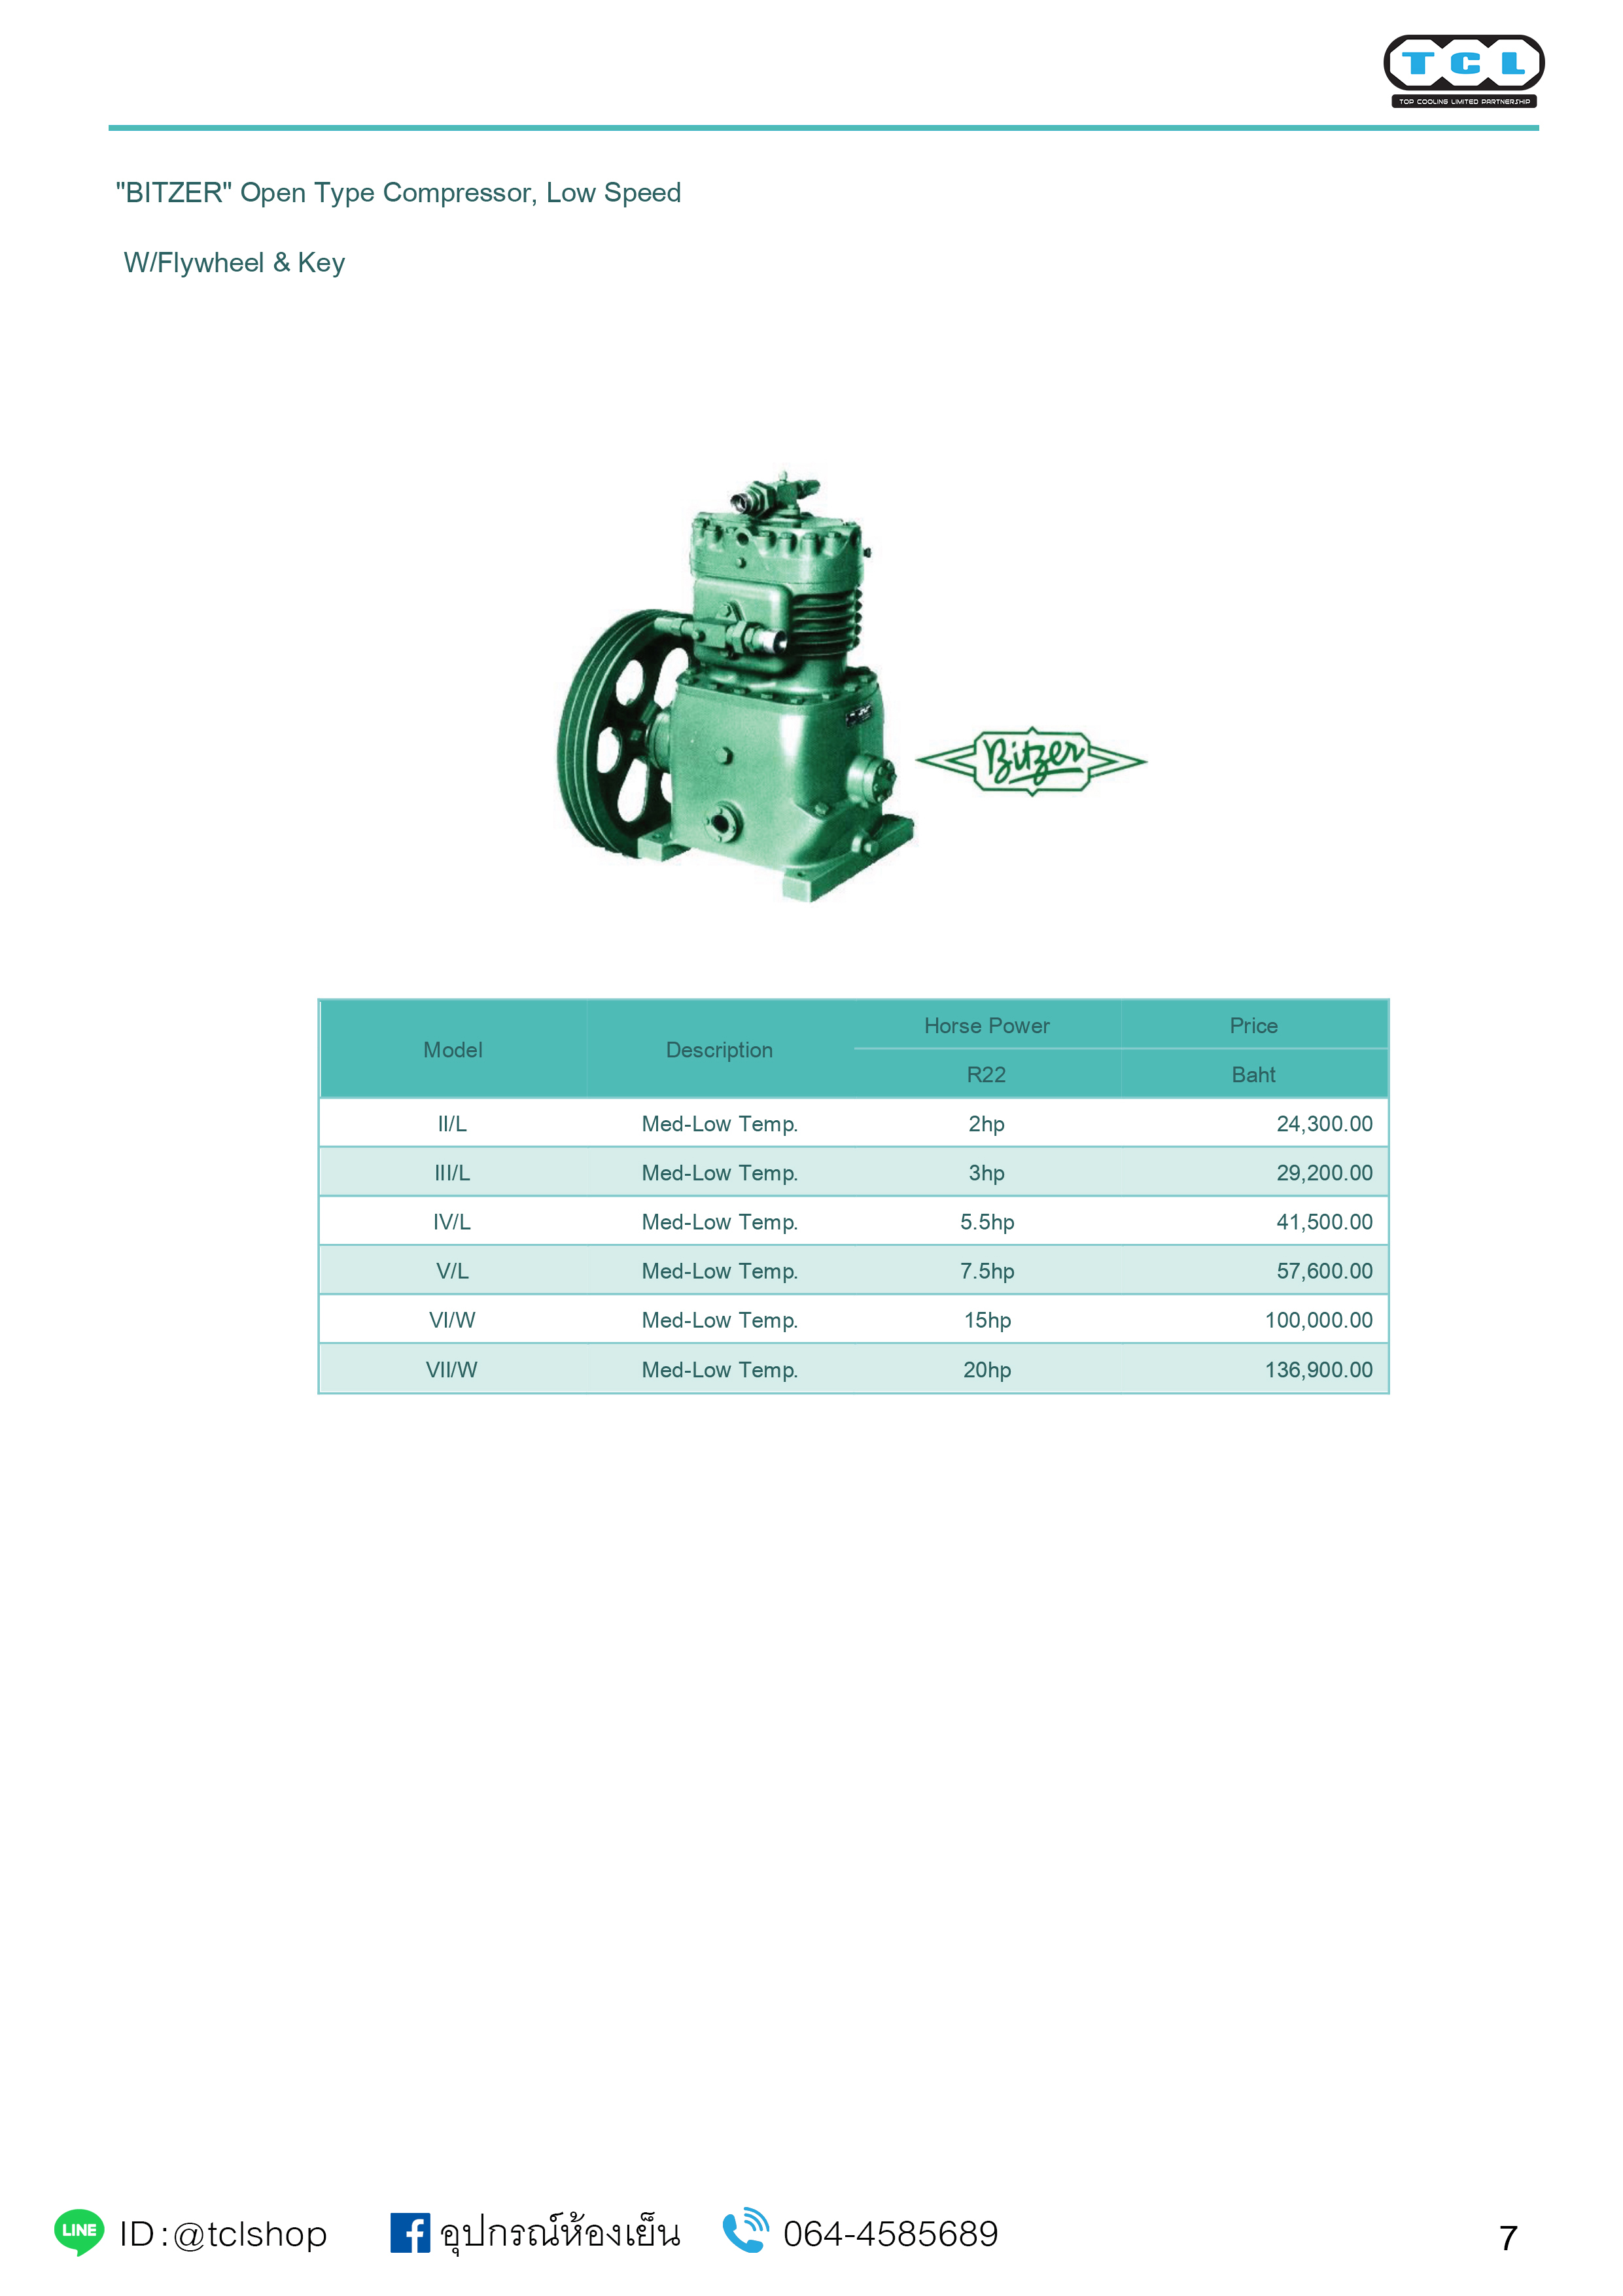 TCL
TOP COOLING LIMITED PARTNERSHIP
"BITZER" Open Type Compressor, Low Speed
W/Flywheel & Key
Bitzer
Model Description Horse Power Price
R22 Baht
II/L Med-Low Temp. 2hp 24,300.00
III/L Med-Low Temp. 3hp 29,200.00
IV/L Med-Low Temp. 5.5hp 41,500.00
V/L Med-Low Temp. 7.5hp 57,600.00
VI/W Med-Low Temp. 15hp 100,000.00
VII/W Med-Low Temp. 20hp 136,900.00
LINE ID : @tclshop f อุปกรณ์ห้องเย็น 064-4585689 7